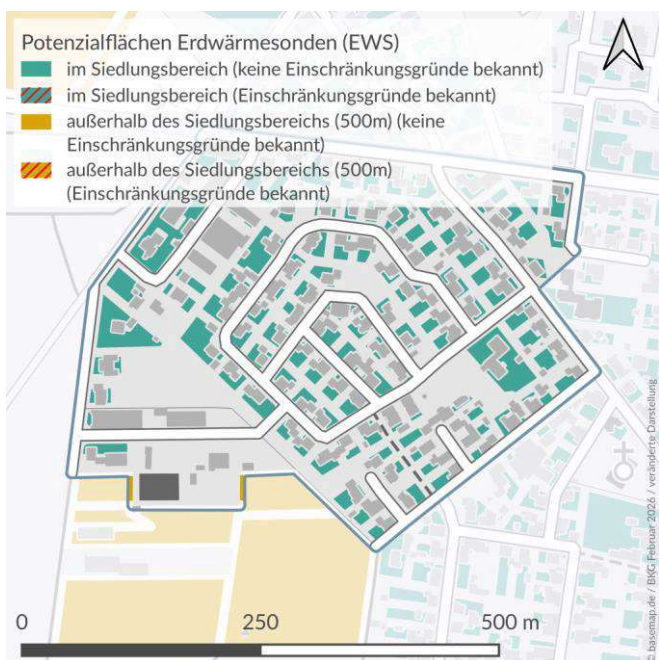 Potenzialflächen Erdwärmesonden (EWS)
im Siedlungsbereich (keine Einschränkungsgründe bekannt)
im Siedlungsbereich (Einschränkungsgründe bekannt)
außerhalb des Siedlungsbereichs (500m) (keine
Einschränkungsgründe bekannt)
außerhalb des Siedlungsbereichs (500m)
(Einschränkungsgründe bekannt)
© basemap.de / BKG Februar 2026 / veränderte Darstellung
0 250 500 m